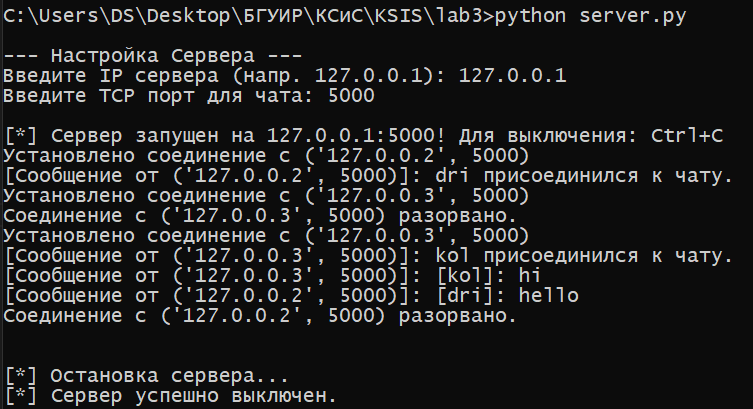 C:\Users\DS\Desktop\БГУИР\КСиС\KSIS\lab3>python server.py
--- Настройка Сервера ---
Введите IP сервера (напр. 127.0.0.1): 127.0.0.1
Введите TCP порт для чата: 5000
[*] Сервер запущен на 127.0.0.1:5000! Для выключения: Ctrl+C
Установлено соединение с ('127.0.0.2', 5000)
[Сообщение от ('127.0.0.2', 5000)]: dri присоединился к чату.
Установлено соединение с ('127.0.0.3', 5000)
Соединение с ('127.0.0.3', 5000) разорвано.
Установлено соединение с ('127.0.0.3', 5000)
[Сообщение от ('127.0.0.3', 5000)]: kol присоединился к чату.
[Сообщение от ('127.0.0.3', 5000)]: [kol]: hi
[Сообщение от ('127.0.0.2', 5000)]: [dri]: hello
Соединение с ('127.0.0.2', 5000) разорвано.
[*] Остановка сервера...
[*] Сервер успешно выключен.